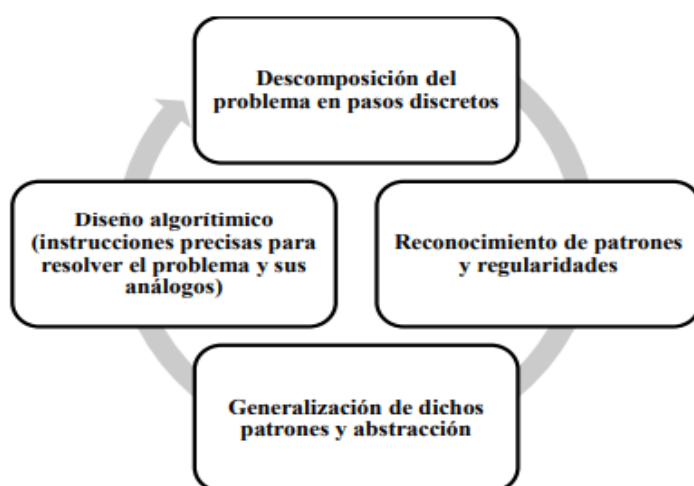 Descomposición del
problema en pasos discretos
Reconocimiento de patrones
y regularidades
Generalización de dichos
patrones y abstracción
Diseño algorítimico
(instrucciones precisas para
resolver el problema y sus
análogos)